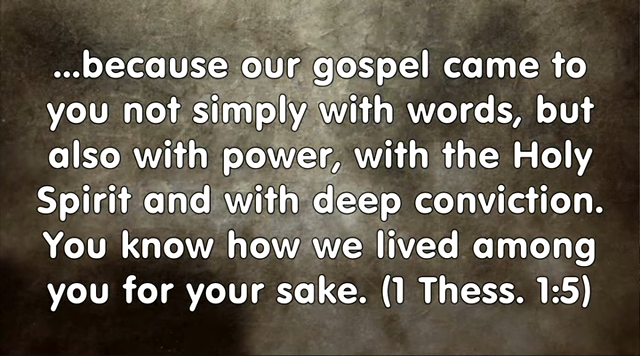 ...because our gospel came to
you not simply with words, but
also with power, with the Holy
Spirit and with deep conviction.
You know how we lived among
you for your sake. (1 Thess. 1:5)